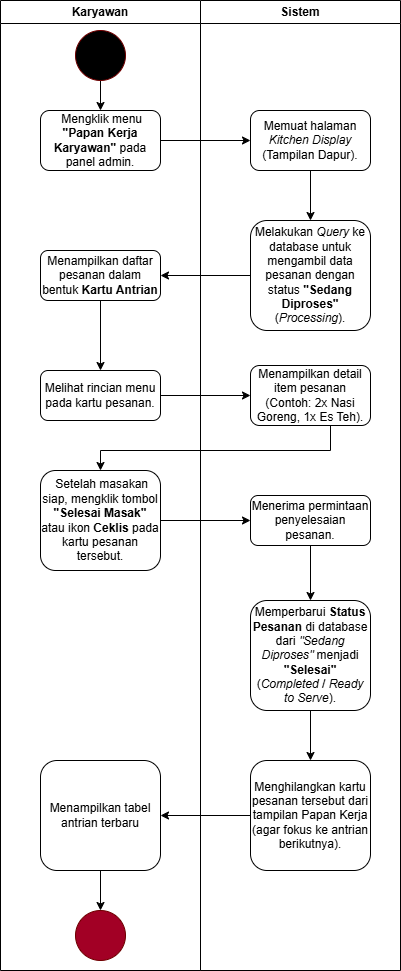 Karyawan
Sistem
Mengklik menu
"Papan Kerja
Karyawan" pada
panel admin.
Memuat halaman
Kitchen Display
(Tampilan Dapur).
Melakukan Query ke
database untuk
mengambil data
pesanan dengan
status "Sedang
Diproses"
(Processing).
Menampilkan daftar
pesanan dalam
bentuk Kartu Antrian
Melihat rincian menu
pada kartu pesanan.
Menampilkan detail
item pesanan
(Contoh: 2x Nasi
Goreng, 1x Es Teh).
Setelah masakan
siap, mengklik tombol
"Selesai Masak"
atau ikon Ceklis pada
kartu pesanan
tersebut.
Menerima permintaan
penyelesaian
pesanan.
Memperbarui Status
Pesanan di database
dari "Sedang
Diproses" menjadi
"Selesai"
(Completed / Ready
to Serve).
Menghilangkan kartu
pesanan tersebut dari
tampilan Papan Kerja
(agar fokus ke antrian
berikutnya).
Menampilkan tabel
antrian terbaru